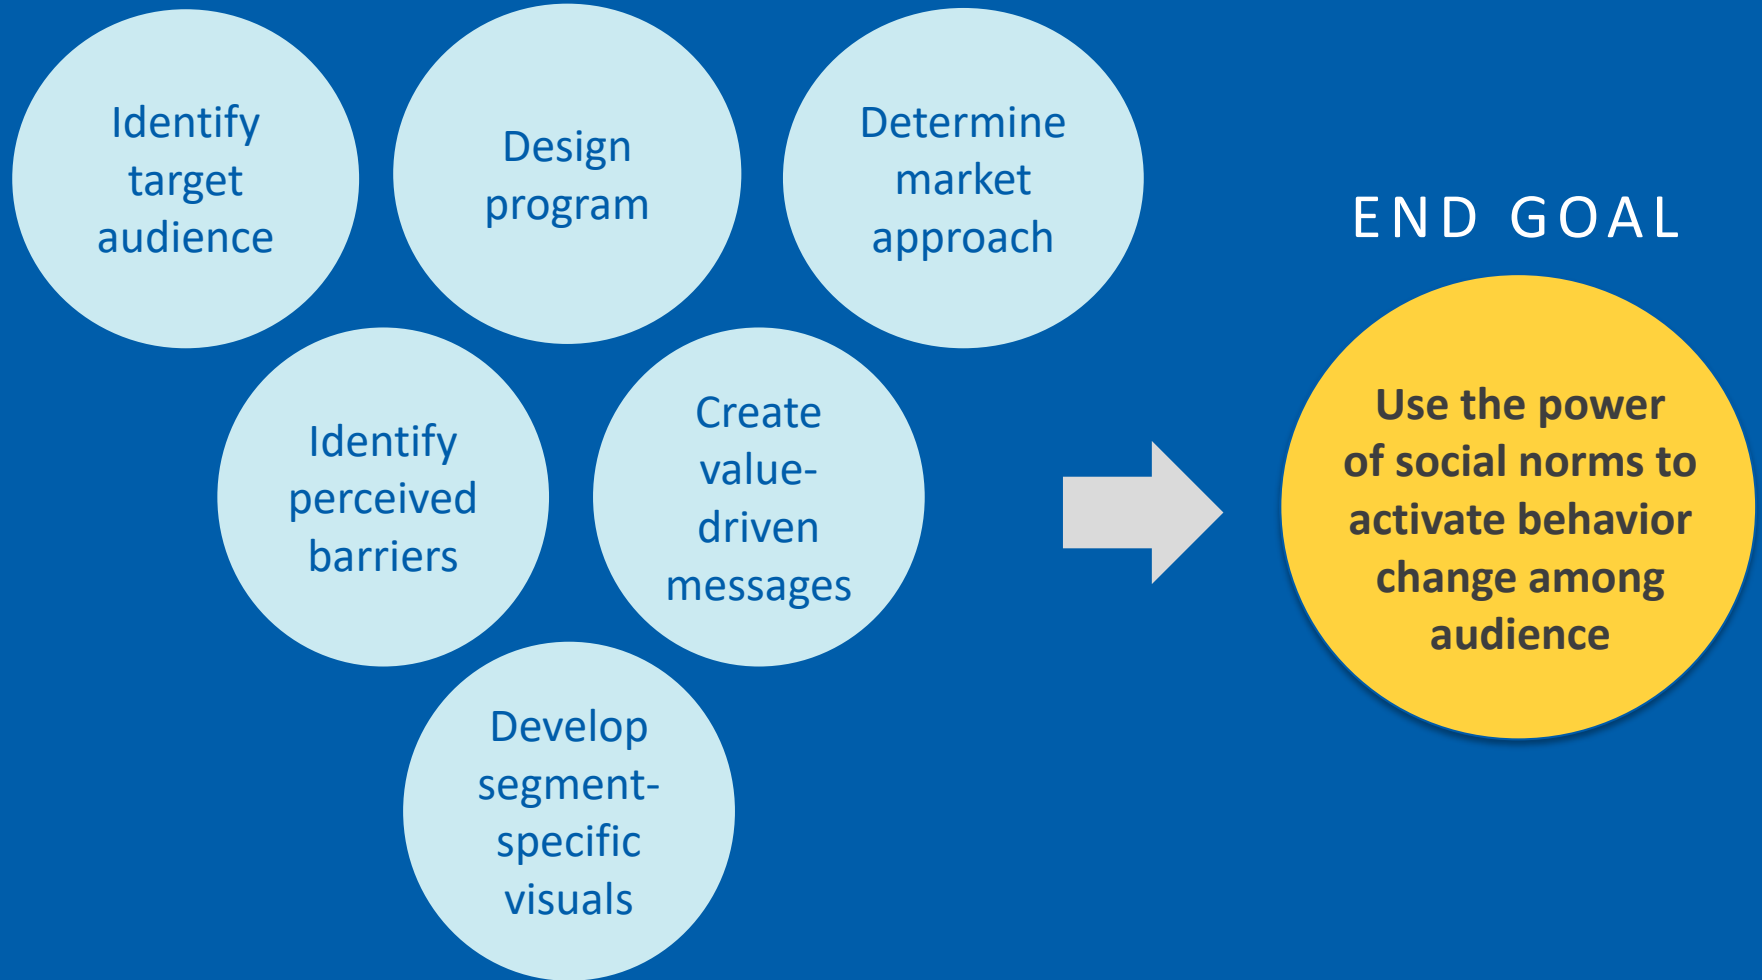 Identify
target
audience
Design
program
Determine
market
approach
Identify
perceived
barriers
Create
value-
driven
messages
Develop
segment-
specific
visuals
END GOAL
Use the power
of social norms to
activate behavior
change among
audience